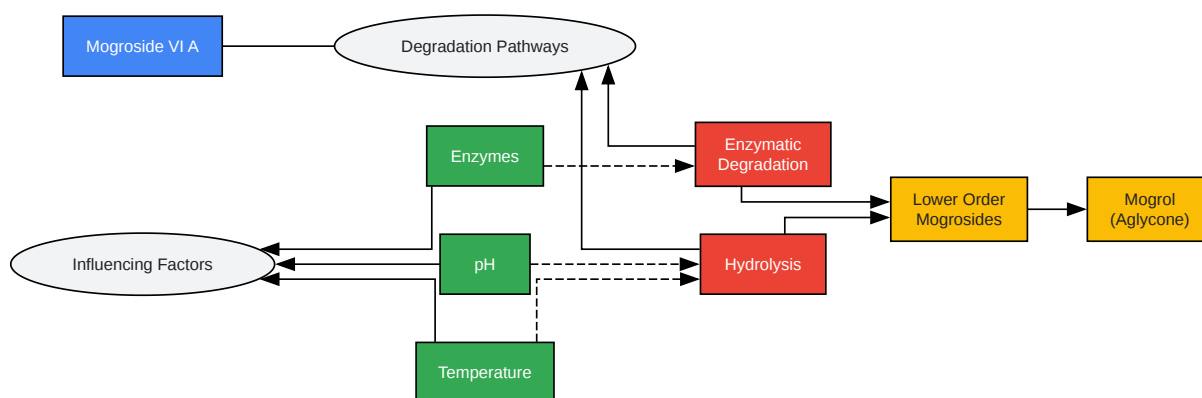 Mogroside VI A
Degradation Pathways
Enzymes
Enzymatic
Degradation
Lower Order
Mogrosides
Mogrol
(Aglycone)
Influencing Factors
pH
Hydrolysis
Temperature